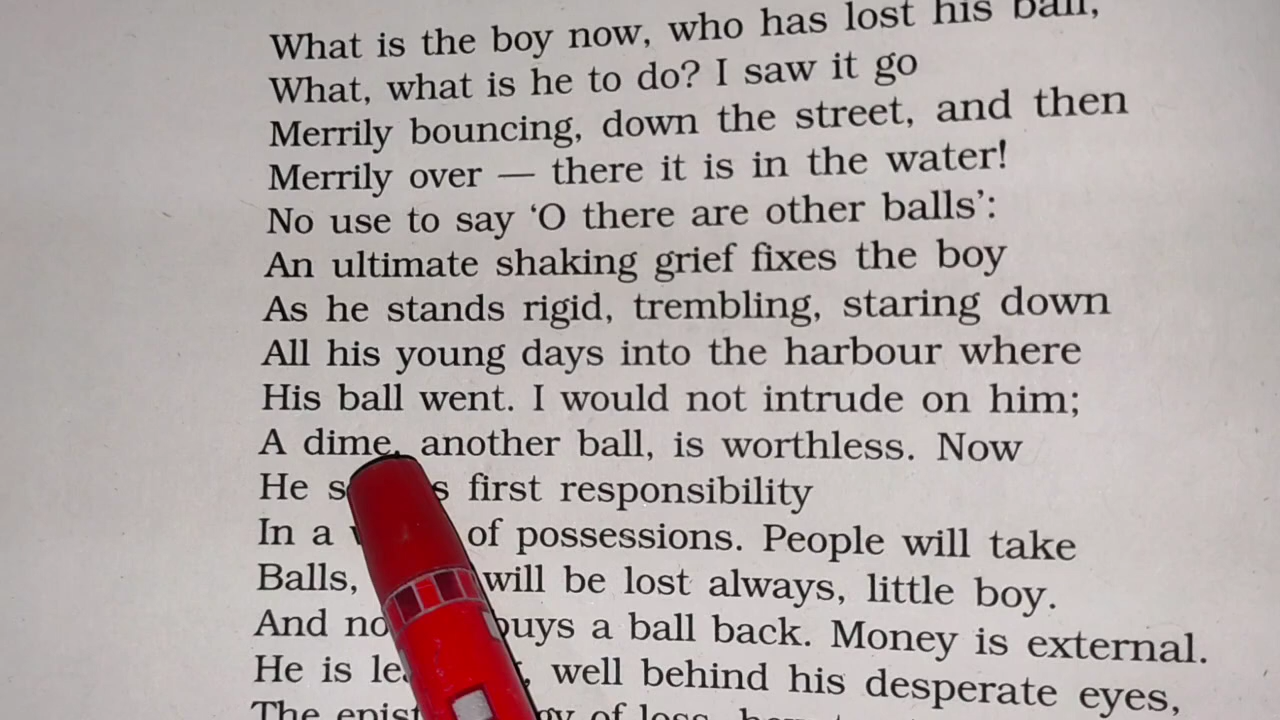 What is the boy now, who has lost his ball,
What, what is he to do? I saw it go
Merrily bouncing, down the street, and then
Merrily over — there it is in the water!
No use to say ‘O there are other balls’:
An ultimate shaking grief fixes the boy
As he stands rigid, trembling, staring down
All his young days into the harbour where
His ball went. I would not intrude on him;
A dime, another ball, is worthless. Now
He first responsibility
In a of possessions. People will take
Balls, will be lost always, little boy.
And buys a ball back. Money is external.
He is well behind his desperate eyes,
The of loss,